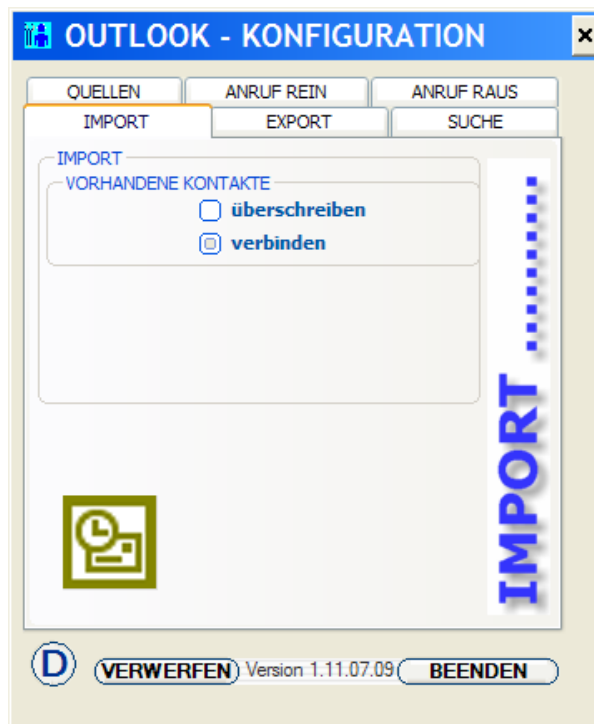 OUTLOOK - KONFIGURATION
QUELLEN ANRUF REIN ANRUF RAUS
IMPORT EXPORT SUCHE
IMPORT
VORHANDENE KONTAKTE
überschreiben
verbinden
IMPORT ..........
D VERWERFEN Version 1.11.07.09 BEENDEN